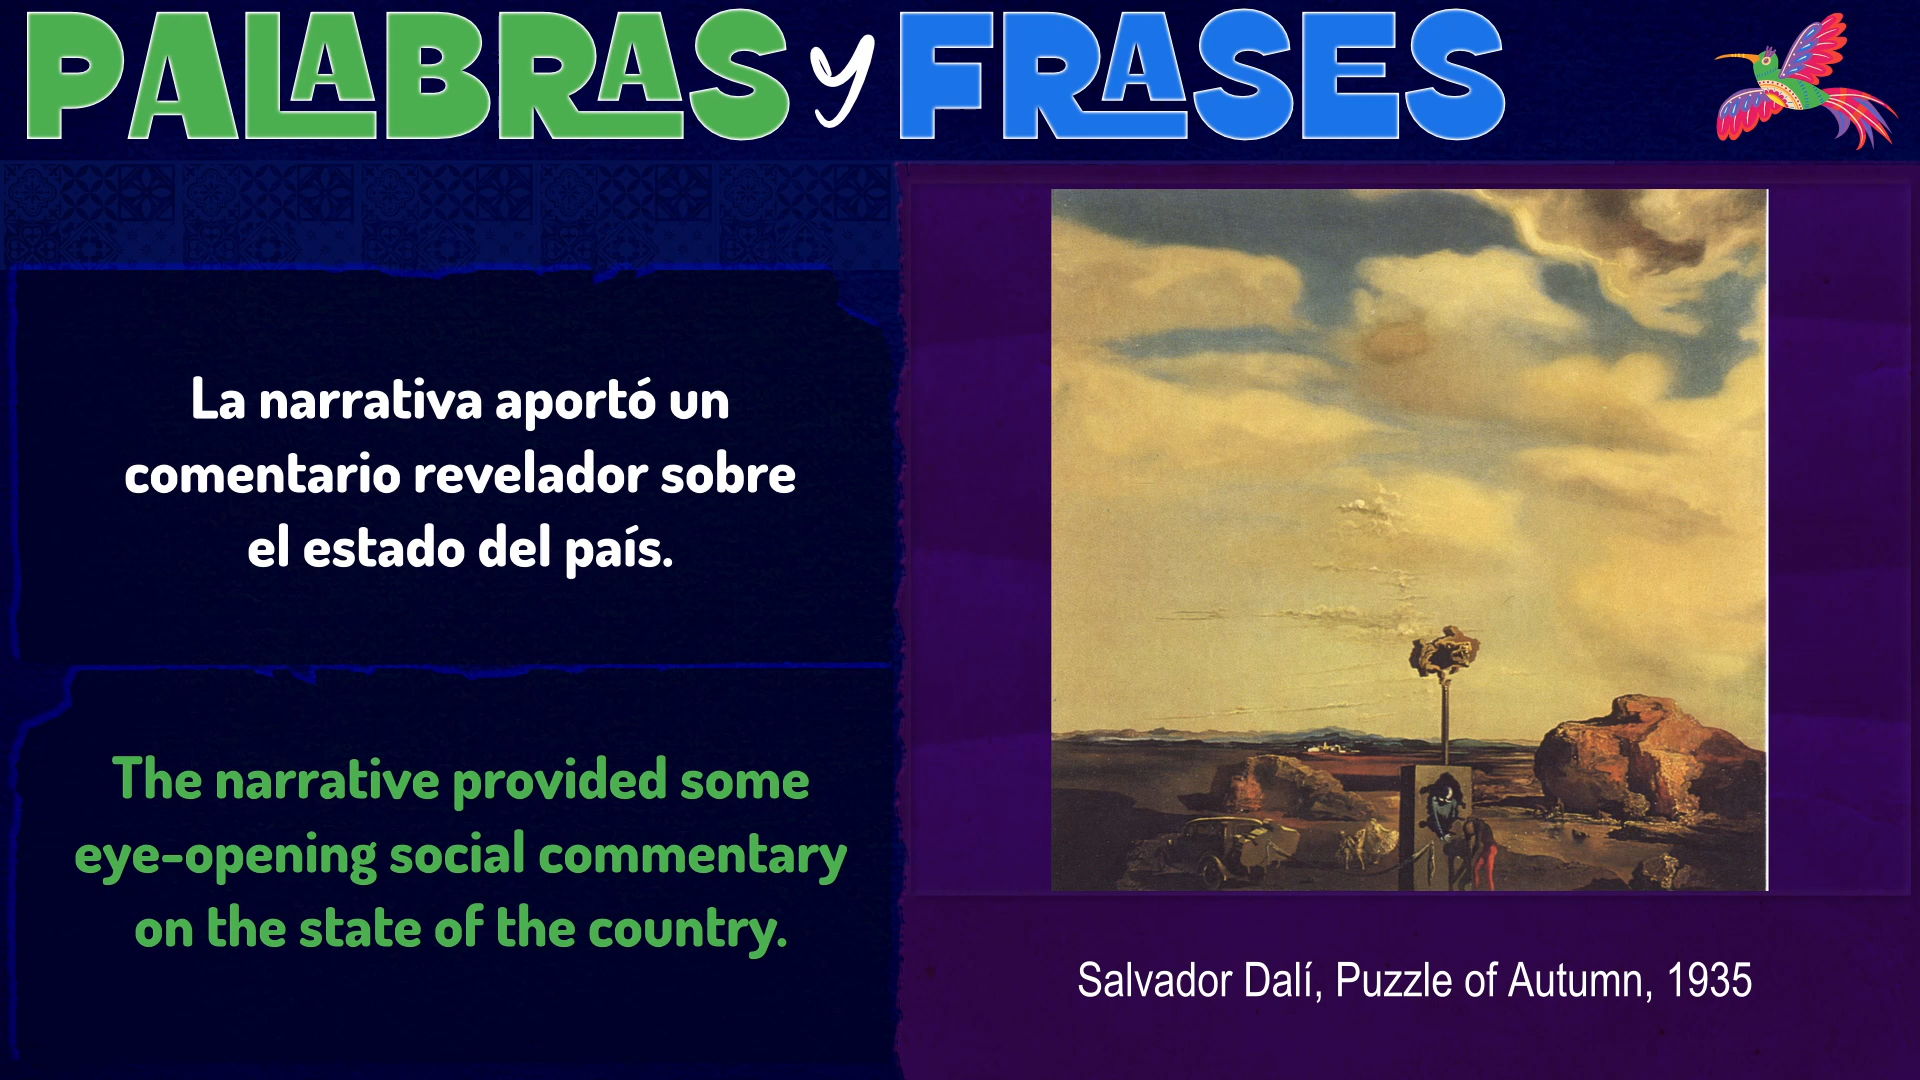 PALABRAS y FRASES
La narrativa aportó un
comentario revelador sobre
el estado del país.
The narrative provided some
eye-opening social commentary
on the state of the country.
Salvador Dalí, Puzzle of Autumn, 1935